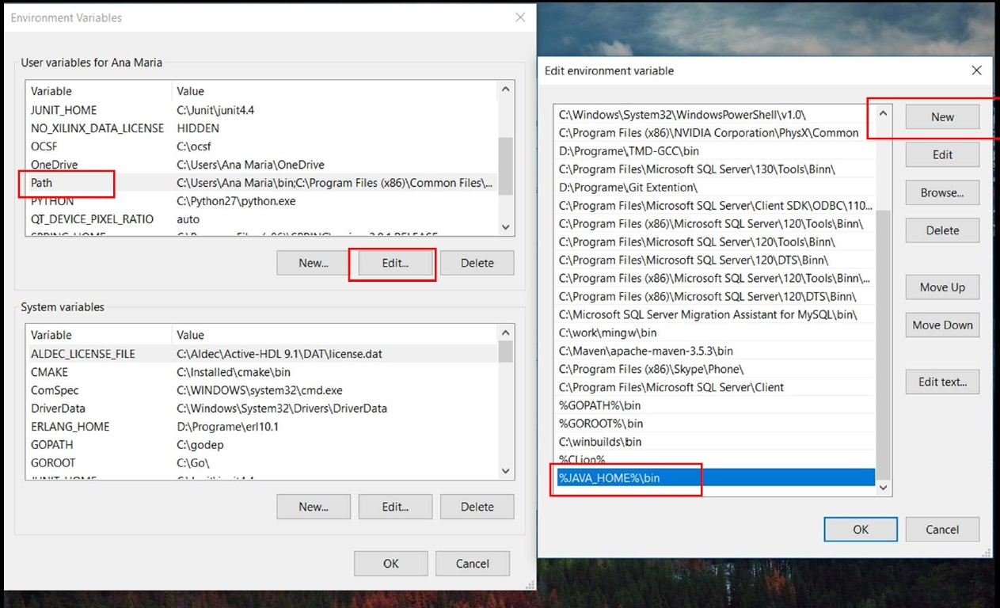 Environment Variables
User variables for Ana Maria
Variable Value
JUNIT_HOME C:\Junit\junit4.4
NO_XILINX_DATA_LICENSE HIDDEN
OCSF C:\ocsf
OneDrive C:\Users\Ana Maria\OneDrive
Path C:\Users\Ana Maria\bin;C:\Program Files (x86)\Common Files\...
PYTHON C:\Python27\python.exe
QT_DEVICE_PIXEL_RATIO auto
New... Edit... Delete
System variables
Variable Value
ALDEC_LICENSE_FILE C:\Aldec\Active-HDL 9.1\DAT\license.dat
CMAKE C:\Installed\cmake\bin
ComSpec C:\WINDOWS\system32\cmd.exe
DriverData C:\Windows\System32\Drivers\DriverData
ERLANG_HOME D:\Programe\erl10.1
GOPATH C:\godep
GOROOT C:\Go\
New... Edit... Delete
OK Cancel
Edit environment variable
C:\Windows\System32\WindowsPowerShell\v1.0\
C:\Program Files (x86)\NVIDIA Corporation\PhysX\Common
D:\Programe\TMD-GCC\bin
C:\Program Files\Microsoft SQL Server\130\Tools\Binn\
D:\Programe\Git Extention\
C:\Program Files\Microsoft SQL Server\Client SDK\ODBC\110...
C:\Program Files (x86)\Microsoft SQL Server\120\Tools\Binn\
C:\Program Files\Microsoft SQL Server\120\Tools\Binn\
C:\Program Files\Microsoft SQL Server\120\DTS\Binn\
C:\Program Files (x86)\Microsoft SQL Server\120\Tools\Binn\...
C:\Program Files (x86)\Microsoft SQL Server\120\DTS\Binn\
C:\Microsoft SQL Server Migration Assistant for MySQL\bin\
C:\work\mingw\bin
C:\Maven\apache-maven-3.5.3\bin
C:\Program Files (x86)\Skype\Phone\
C:\Program Files\Microsoft SQL Server\Client
%GOPATH%\bin
%GOROOT%\bin
C:\winbuilds\bin
%CLion%
%JAVA_HOME%\bin
New
Edit
Browse...
Delete
Move Up
Move Down
Edit text...
OK Cancel